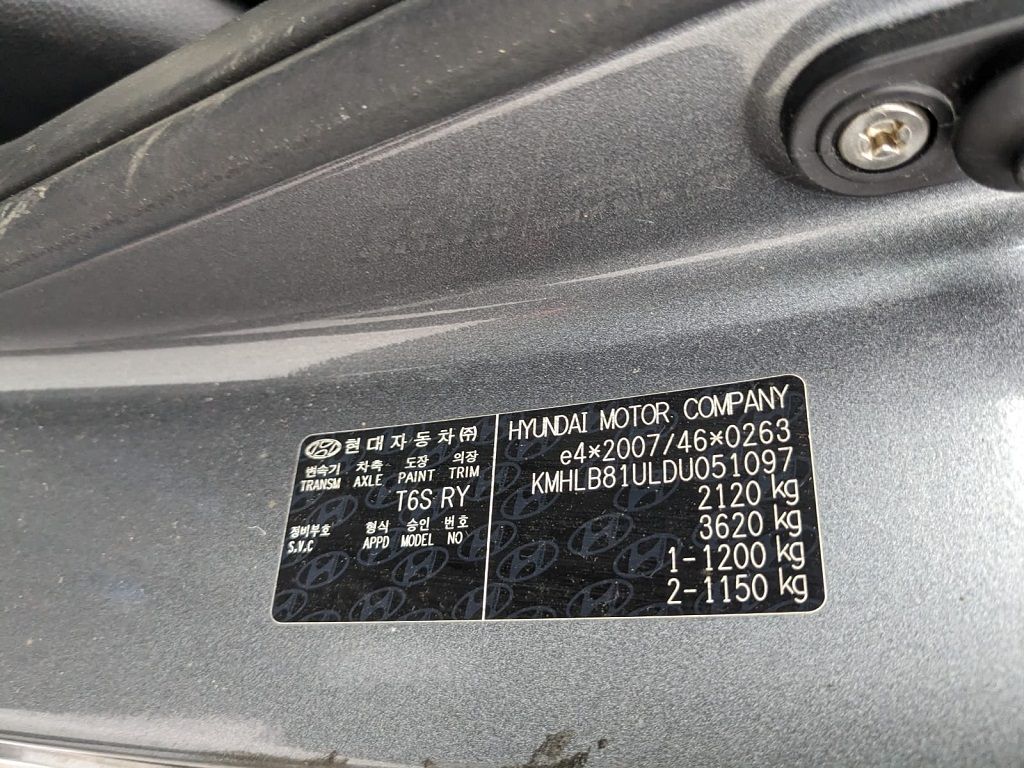 현대자동차㈜
변속기 차축 도장 의장
TRANSM AXLE PAINT TRIM
T6S RY
정비부호 형식 승인 번호
S.V.C APPD MODEL NO
HYUNDAI MOTOR COMPANY
e4*2007/46*0263
KMHLB81ULDU051097
2120 kg
3620 kg
1-1200 kg
2-1150 kg